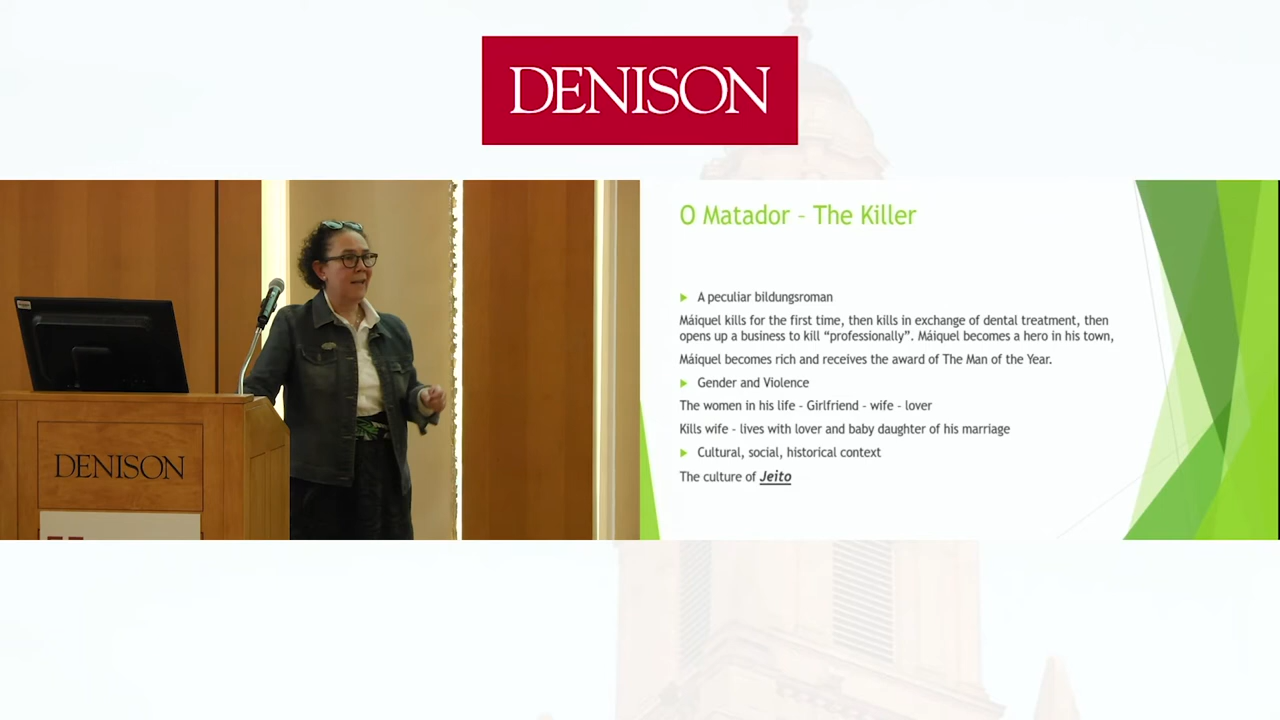 DENISON
DENISON
O Matador - The Killer
A peculiar bildungsroman
Máiquel kills for the first time, then kills in exchange of dental treatment, then
opens up a business to kill “professionally”. Máiquel becomes a hero in his town,
Máiquel becomes rich and receives the award of The Man of the Year.
Gender and Violence
The women in his life - Girlfriend - wife - lover
Kills wife - lives with lover and baby daughter of his marriage
Cultural, social, historical context
The culture of Jeito